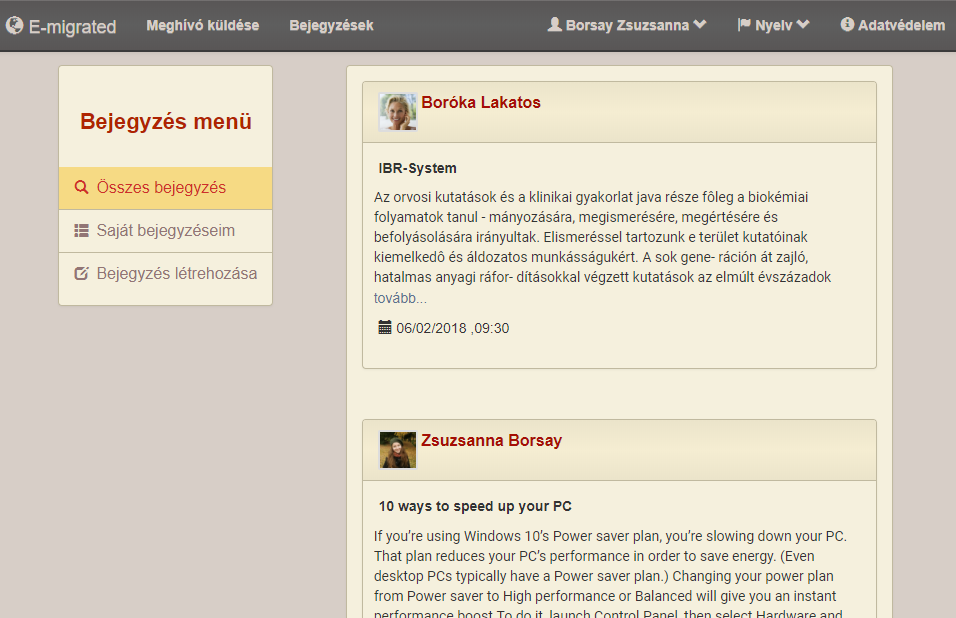 E-migrated Meghívó küldése Bejegyzések Borsay Zsuzsanna Nyelv Adatvédelem
Bejegyzés menü
Összes bejegyzés
Saját bejegyzéseim
Bejegyzés létrehozása
Boróka Lakatos
IBR-System
Az orvosi kutatások és a klinikai gyakorlat java része fôleg a biokémiai
folyamatok tanul - mányozására, megismerésére, megértésére és
befolyásolására irányultak. Elismeréssel tartozunk e terület kutatóinak
kiemelkedô és áldozatos munkásságukért. A sok gene- ráción át zajló,
hatalmas anyagi ráfor- dításokkal végzett kutatások az elmúlt évszázadok
tovább...
06/02/2018 ,09:30
Zsuzsanna Borsay
10 ways to speed up your PC
If you’re using Windows 10’s Power saver plan, you’re slowing down your PC.
That plan reduces your PC’s performance in order to save energy. (Even
desktop PCs typically have a Power saver plan.) Changing your power plan
from Power saver to High performance or Balanced will give you an instant
performance boost.To do it, launch Control Panel, then select Hardware and